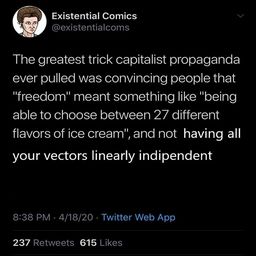 Existential Comics
@existentialcoms
The greatest trick capitalist propaganda
ever pulled was convincing people that
"freedom" meant something like "being
able to choose between 27 different
flavors of ice cream", and not having all
your vectors linearly indipendent
8:38 PM · 4/18/20 · Twitter Web App
237 Retweets 615 Likes